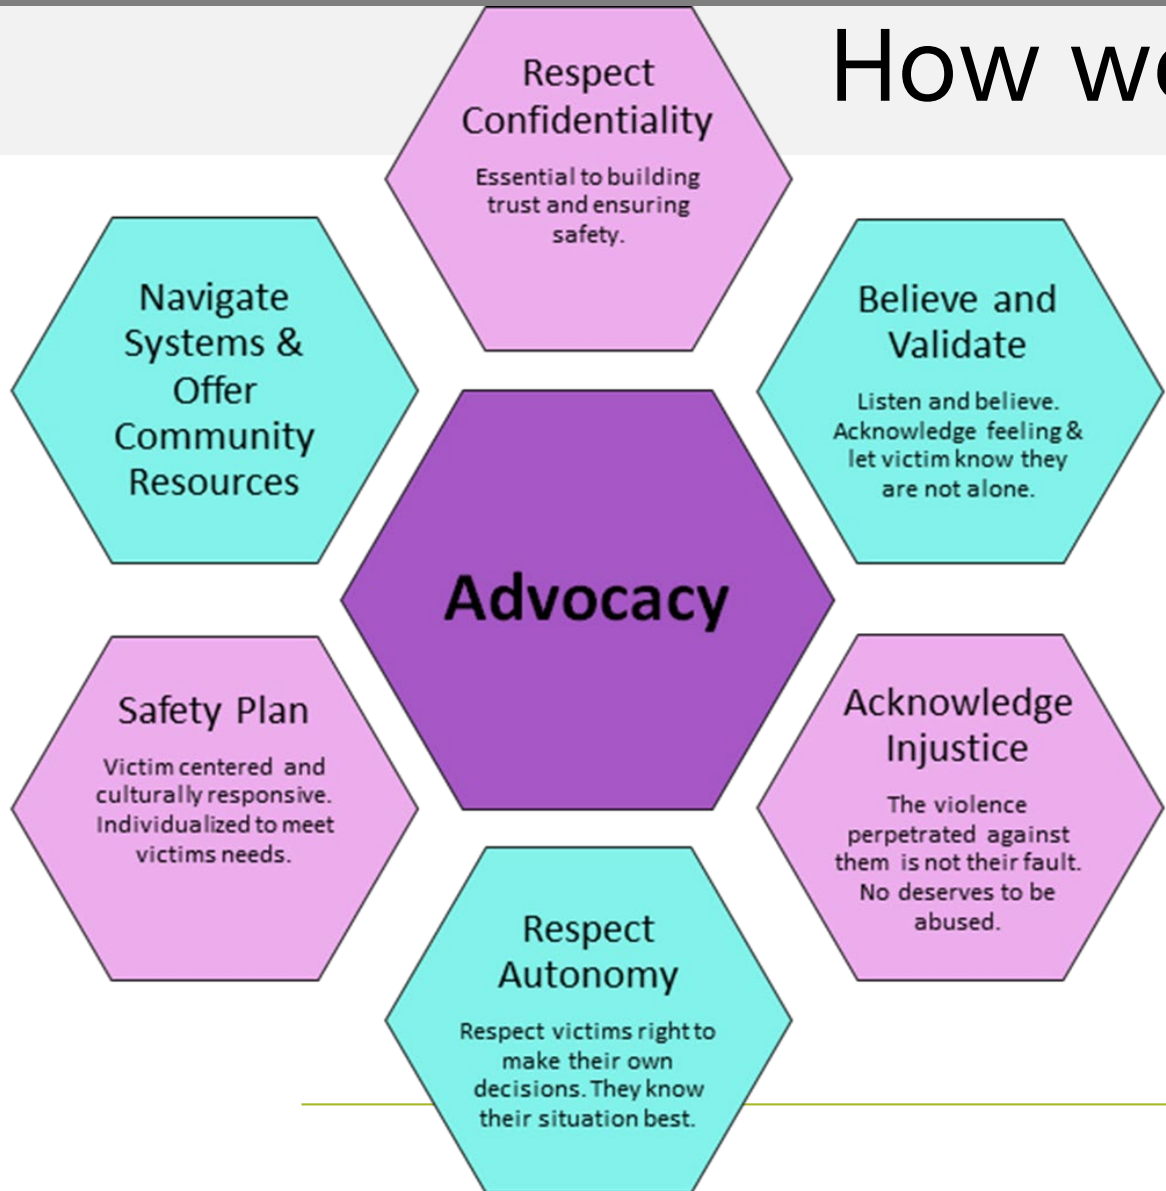 How we
Respect
Confidentiality
Essential to building
trust and ensuring
safety.
Believe and
Validate
Listen and believe.
Acknowledge feeling &
let victim know they
are not alone.
Acknowledge
Injustice
The violence
perpetrated against
them is not their fault.
No deserves to be
abused.
Respect
Autonomy
Respect victims right to
make their own
decisions. They know
their situation best.
Safety Plan
Victim centered and
culturally responsive.
Individualized to meet
victims needs.
Navigate
Systems &
Offer
Community
Resources
Advocacy